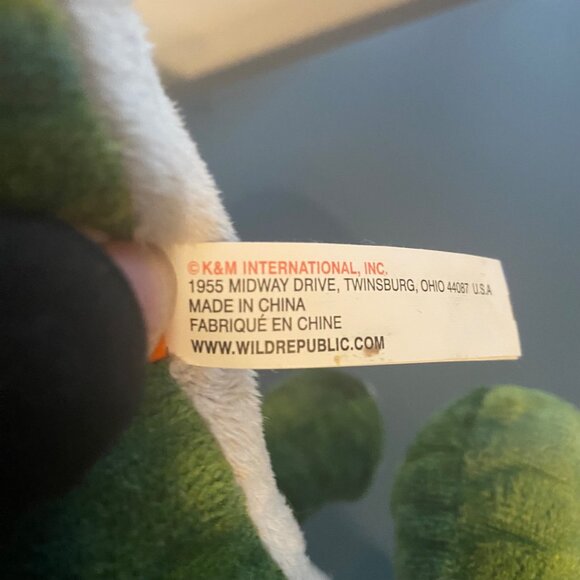 ©K&M INTERNATIONAL, INC.
1955 MIDWAY DRIVE, TWINSBURG, OHIO 44087 U.S.A
MADE IN CHINA
FABRIQUÉ EN CHINE
WWW.WILDREPUBLIC.COM